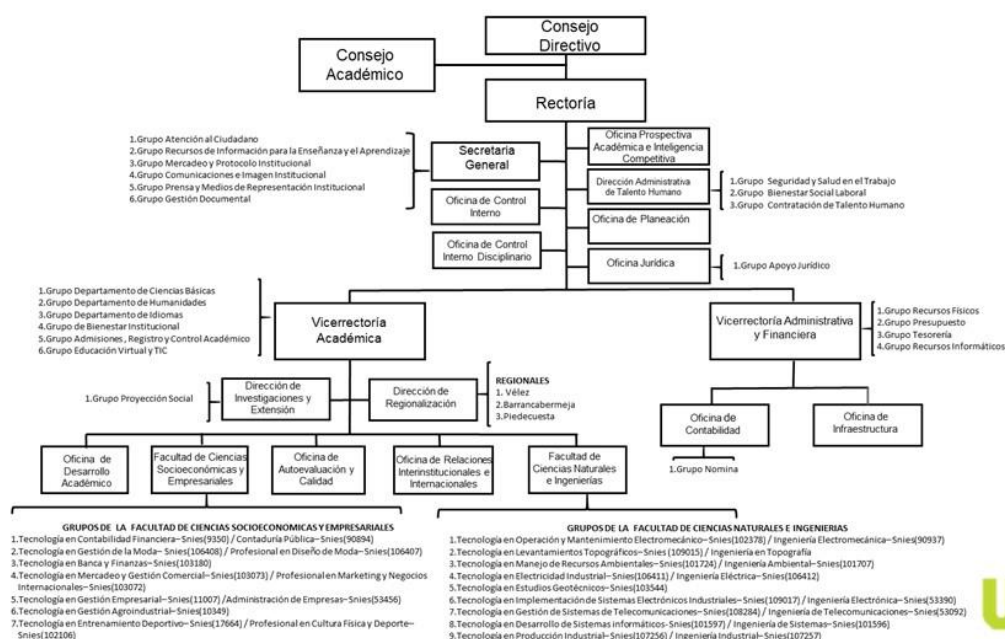 Consejo
Directivo
Consejo
Académico
Rectoría
1.Grupo Atención al Ciudadano
2.Grupo Recursos de Información para la Enseñanza y el Aprendizaje
3.Grupo Mercadeo y Protocolo Institucional
4.Grupo Comunicaciones e Imagen Institucional
5.Grupo Prensa y Medios de Representación Institucional
6.Grupo Gestión Documental
Secretaría
General
Oficina Prospectiva
Académica e Inteligencia
Competitiva
Dirección Administrativa
de Talento Humano
1.Grupo Seguridad y Salud en el Trabajo
2.Grupo Bienestar Social Laboral
3.Grupo Contratación de Talento Humano
Oficina de Control
Interno
Oficina de Planeación
Oficina de Control
Interno Disciplinario
Oficina Jurídica
1.Grupo Apoyo Jurídico
1.Grupo Departamento de Ciencias Básicas
2.Grupo Departamento de Humanidades
3.Grupo Departamento de Idiomas
4.Grupo de Bienestar Institucional
5.Grupo Admisiones, Registro y Control Académico
6.Grupo Educación Virtual y TIC
Vicerrectoría
Académica
Vicerrectoría Administrativa
y Financiera
1.Grupo Recursos Físicos
2.Grupo Presupuesto
3.Grupo Tesorería
4.Grupo Recursos Informáticos
1.Grupo Proyección Social
Dirección de
Investigaciones y
Extensión
Dirección de
Regionalización
REGIONALES
1. Vélez
2.Barrancabermeja
3.Piedecuesta
Oficina de
Contabilidad
Oficina de
Infraestructura
1.Grupo Nomina
Oficina de
Desarrollo
Académico
Facultad de Ciencias
Socioeconómicas y
Empresariales
Oficina de
Autoevaluación y
Calidad
Oficina de Relaciones
Interinstitucionales e
Internacionales
Facultad de
Ciencias Naturales
e Ingenierías
GRUPOS DE LA FACULTAD DE CIENCIAS SOCIOECONOMICAS Y EMPRESARIALES
1.Tecnología en Contabilidad Financiera–Snies(9350) / Contaduría Pública–Snies(90894)
2.Tecnología en Gestión de la Moda–Snies(106408) / Profesional en Diseño de Moda–Snies(106407)
3.Tecnología en Banca y Finanzas–Snies(103180)
4.Tecnología en Mercadeo y Gestión Comercial–Snies(103073) / Profesional en Marketing y Negocios
Internacionales–Snies(103072)
5.Tecnología en Gestión Empresarial–Snies(11007) /Administración de Empresas–Snies(53456)
6.Tecnología en Gestión Agroindustrial–Snies(10349)
7.Tecnología en Entrenamiento Deportivo–Snies(17664) / Profesional en Cultura Física y Deporte–
Snies(102106)
GRUPOS DE LA FACULTAD DE CIENCIAS NATURALES E INGENIERIAS
1.Tecnología en Operación y Mantenimiento Electromecánico–Snies(102378) / Ingeniería Electromecánica–Snies(90937)
2.Tecnología en Levantamientos Topográficos–Snies (109015) / Ingeniería en Topografía
3.Tecnología en Manejo de Recursos Ambientales–Snies(101724) / Ingeniería Ambiental–Snies(101707)
4.Tecnología en Electricidad Industrial–Snies(106411) / Ingeniería Eléctrica–Snies(106412)
5.Tecnología en Estudios Geotécnicos–Snies(103544)
6.Tecnología en Implementación de Sistemas Electrónicos Industriales–Snies(109017) / Ingeniería Electrónica–Snies(53390)
7.Tecnología en Gestión de Sistemas de Telecomunicaciones–Snies(108284) / Ingeniería de Telecomunicaciones–Snies(53092)
8.Tecnología en Desarrollo de Sistemas informáticos-Snies(101597) / Ingeniería de Sistemas–Snies(101596)
9.Tecnología en Producción Industrial–Snies(107256) / Ingeniería Industrial–Snies(107257)